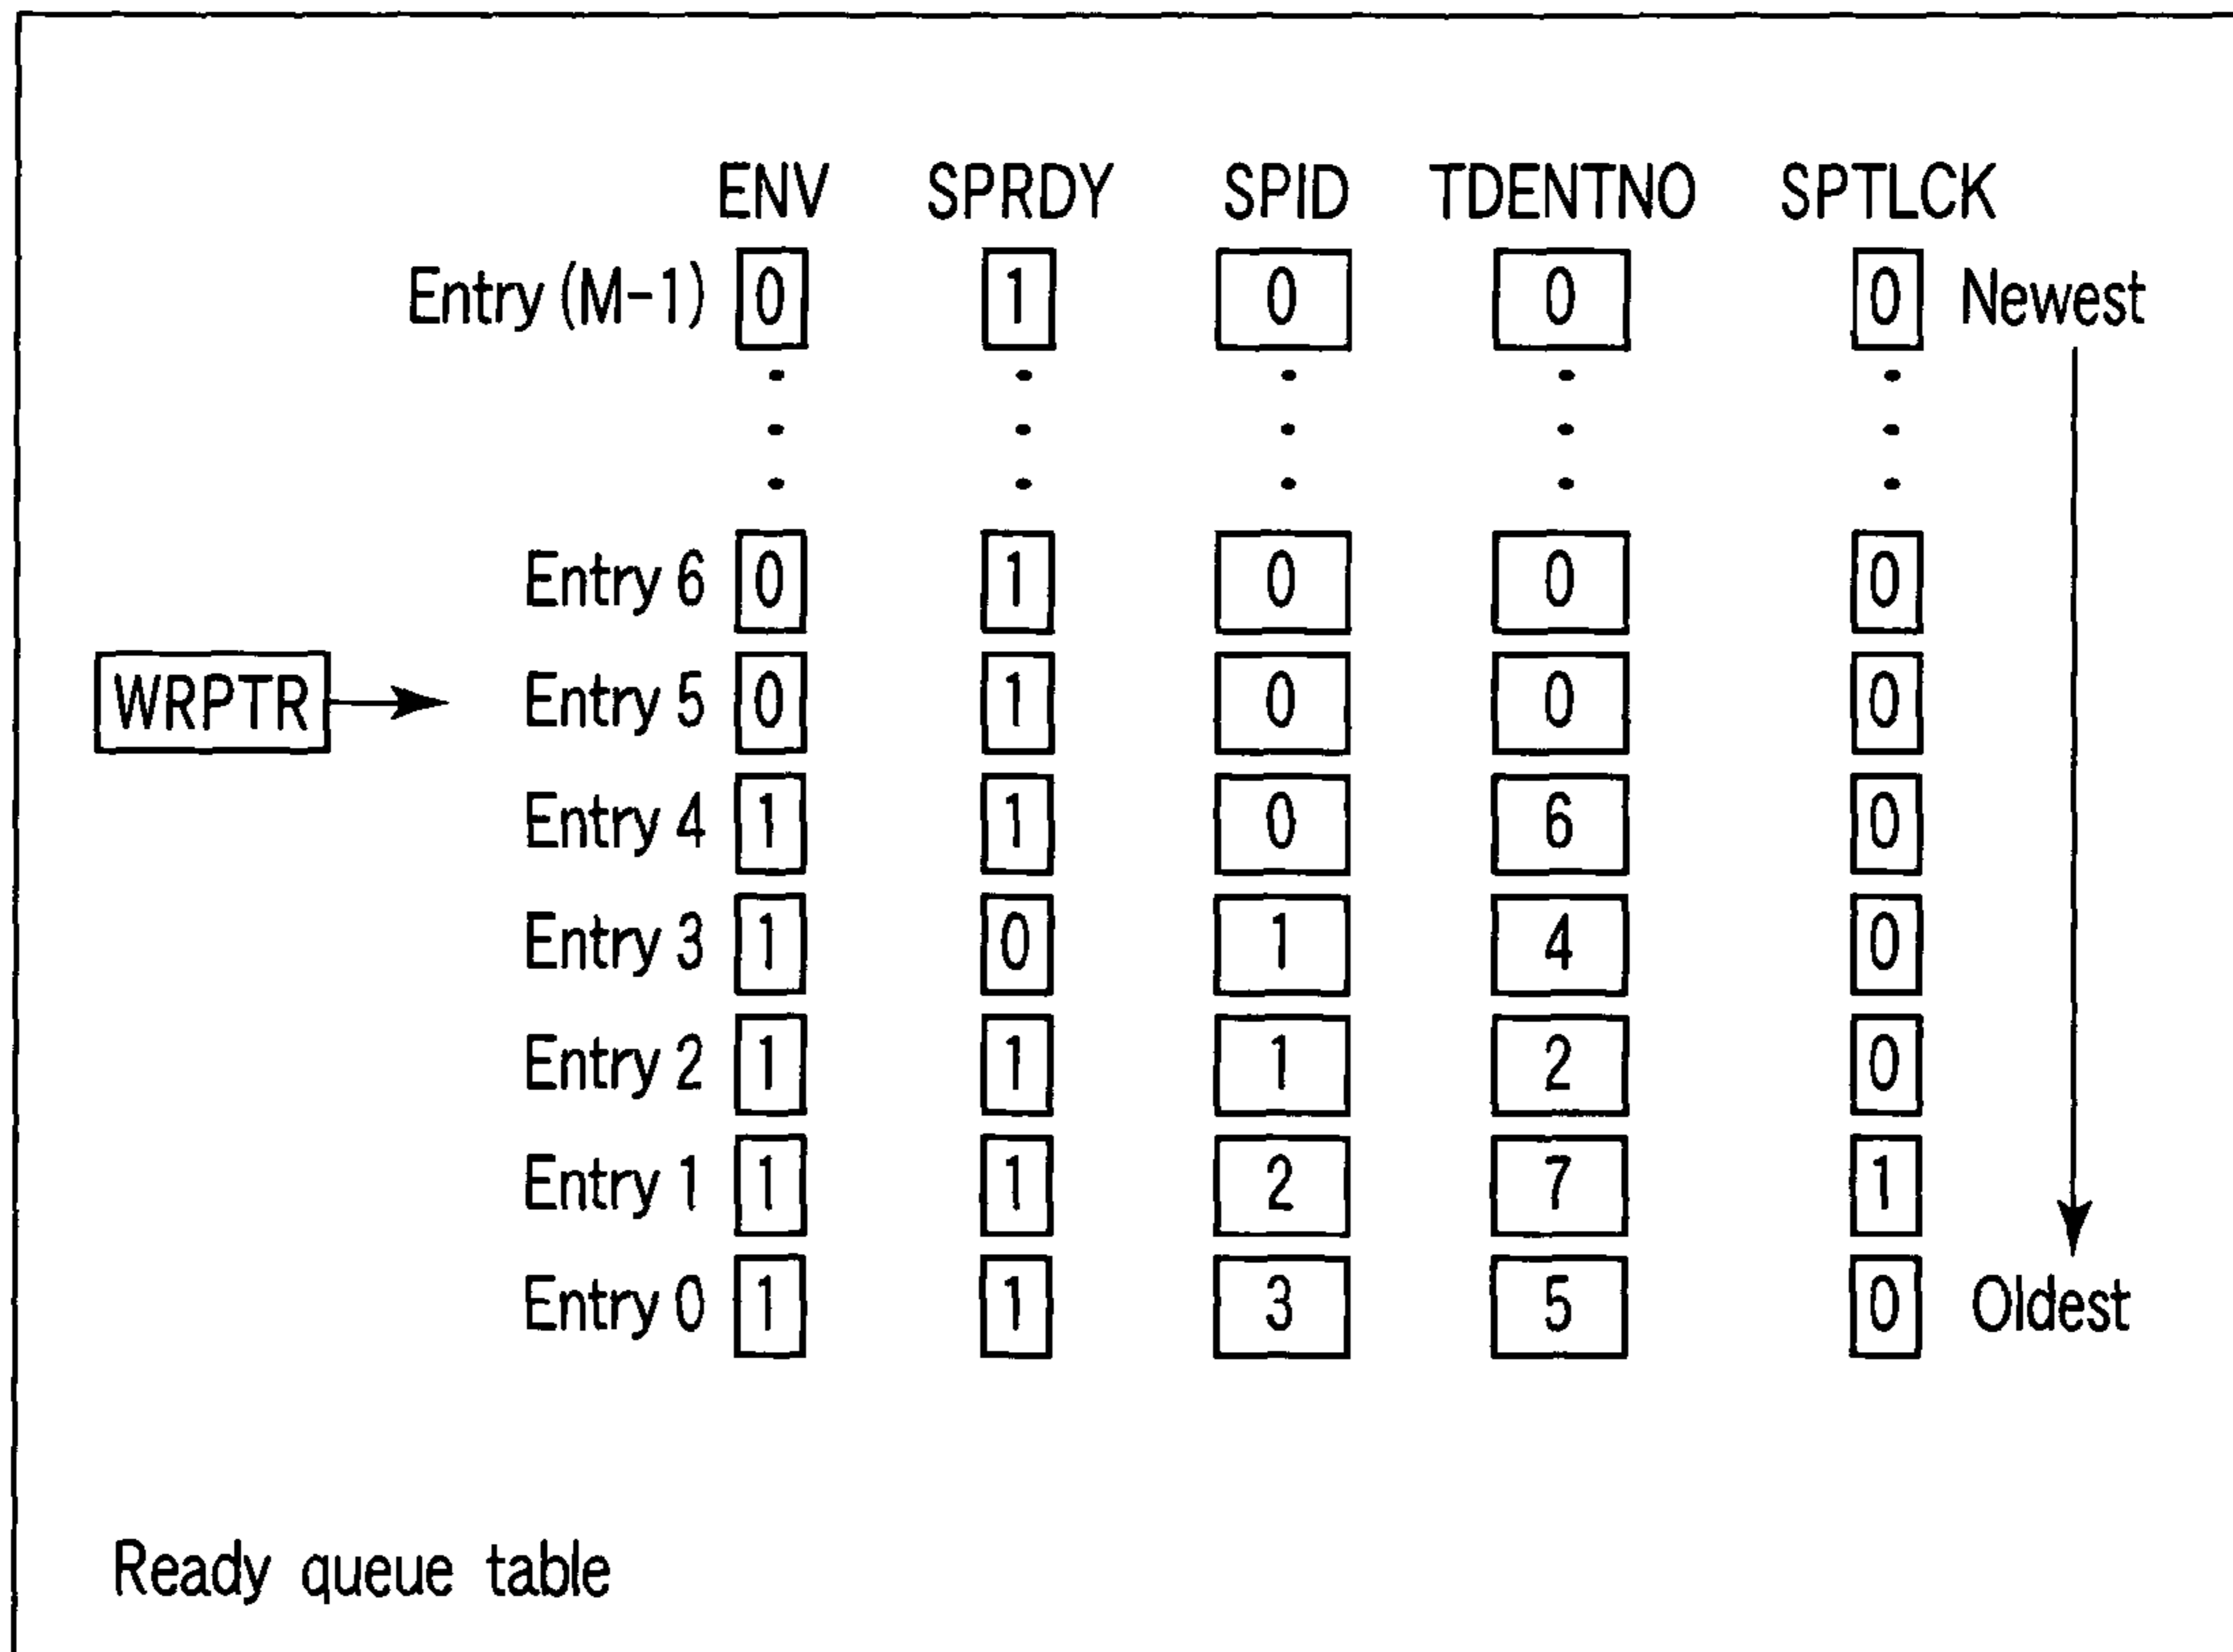 ENV SPRDY SPID TDENTNO SPTLCK
Entry (M-1) 0 1 0 0 0 Newest
Entry 6 0 1 0 0 0
WRPTR Entry 5 0 1 0 0 0
Entry 4 1 1 0 6 0
Entry 3 1 0 1 4 0
Entry 2 1 1 1 2 0
Entry 1 1 1 2 7 1
Entry 0 1 1 3 5 0 Oldest
Ready queue table